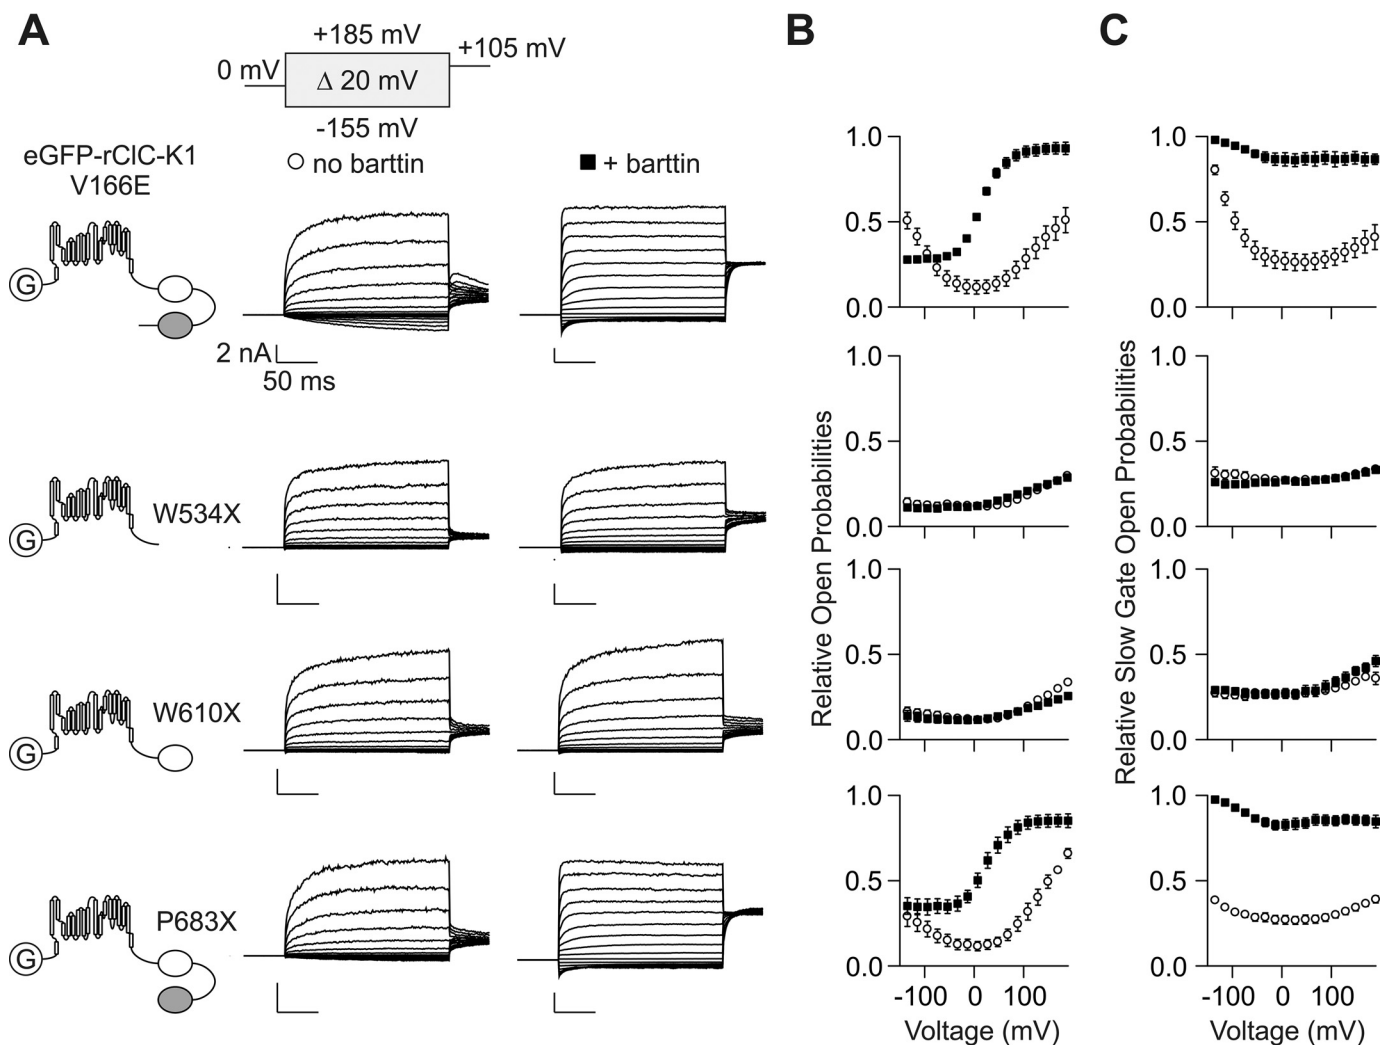 A
B
C
+185 mV
+105 mV
0 mV
Δ 20 mV
-155 mV
eGFP-rClC-K1
V166E
no barttin
+ barttin
G
2 nA
50 ms
W534X
G
W610X
G
P683X
G
Relative Open Probabilities
1.0
0.5
0.0
1.0
0.5
0.0
1.0
0.5
0.0
1.0
0.5
0.0
-100 0 100
Voltage (mV)
Relative Slow Gate Open Probabilities
1.0
0.5
0.0
1.0
0.5
0.0
1.0
0.5
0.0
1.0
0.5
0.0
-100 0 100
Voltage (mV)